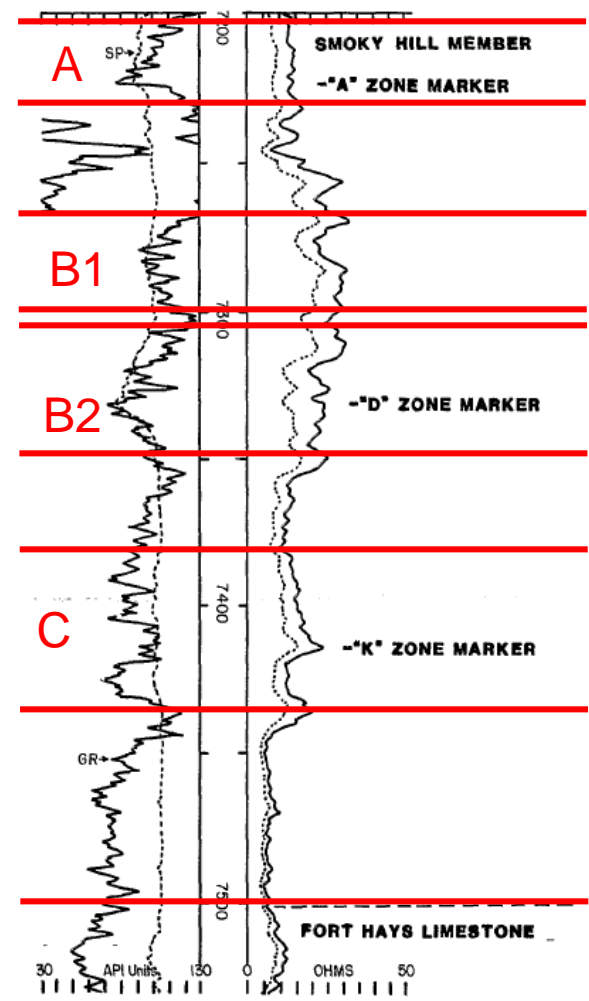 7200
SMOKY HILL MEMBER
SP
A
-"A" ZONE MARKER
B1
7300
B2
-"D" ZONE MARKER
7400
C
-"K" ZONE MARKER
GR
7500
FORT HAYS LIMESTONE
30 API Units 130 0 OHMS 50